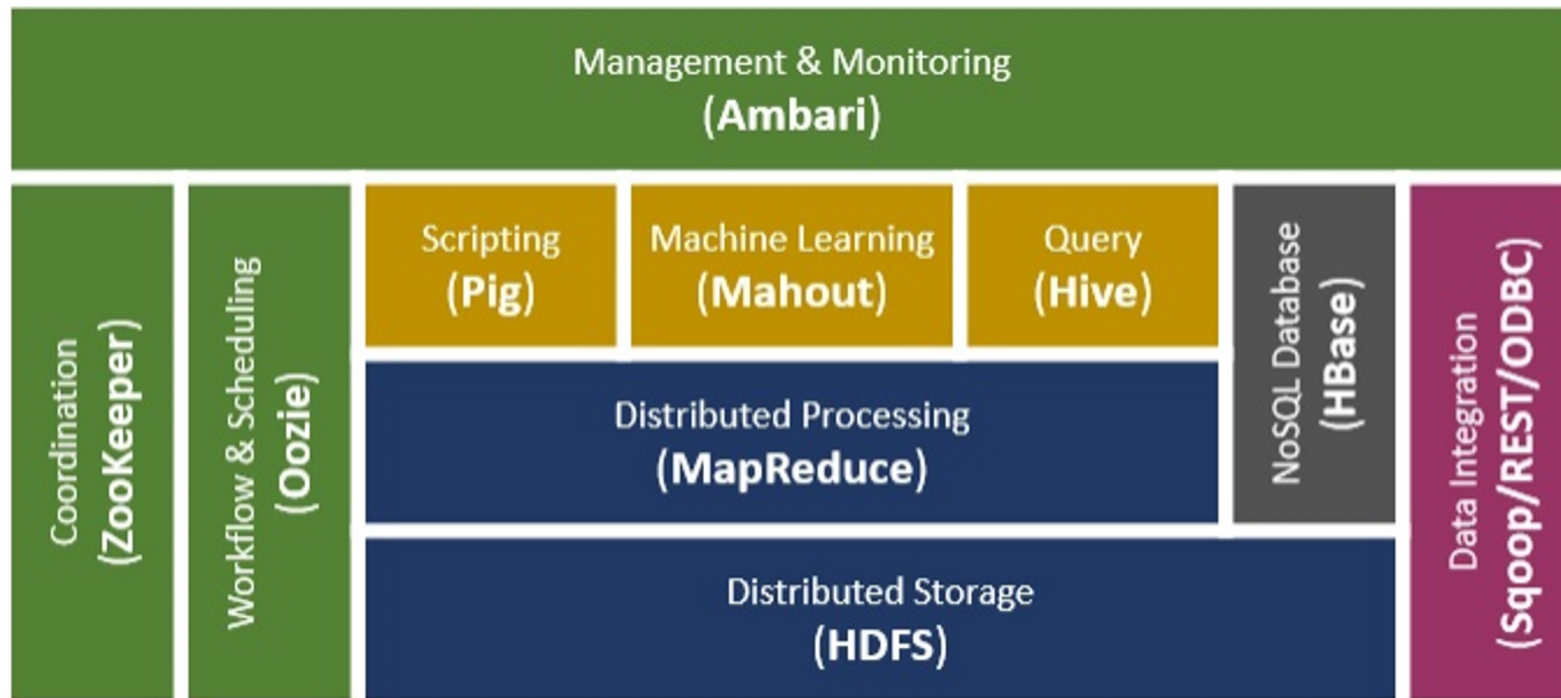 Management & Monitoring
(Ambari)
Coordination
(ZooKeeper)
Workflow & Scheduling
(Oozie)
Scripting
(Pig)
Machine Learning
(Mahout)
Query
(Hive)
Distributed Processing
(MapReduce)
NoSQL Database
(HBase)
Distributed Storage
(HDFS)
Data Integration
(Sqoop/REST/ODBC)